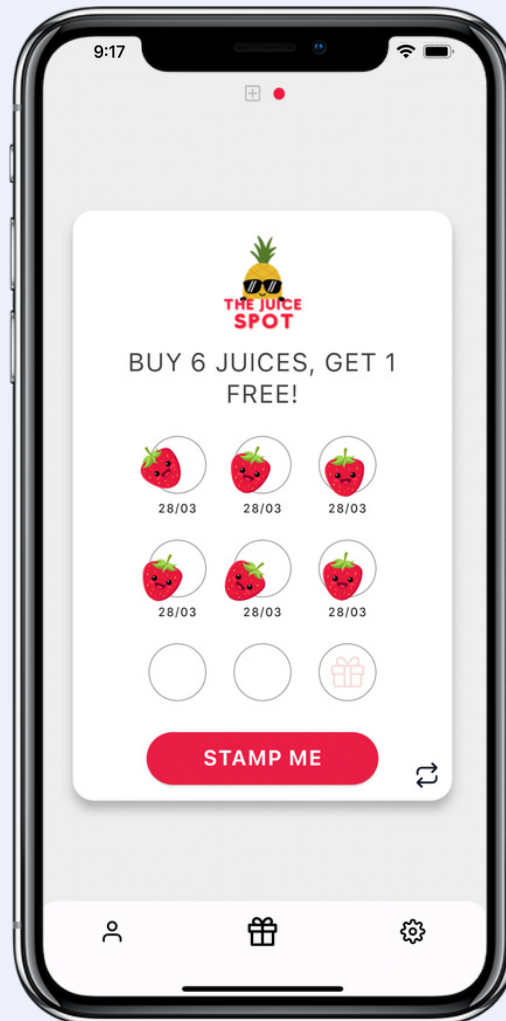 9:17
THE JUICE
SPOT
BUY 6 JUICES, GET 1
FREE!
28/03 28/03 28/03
28/03 28/03 28/03
STAMP ME